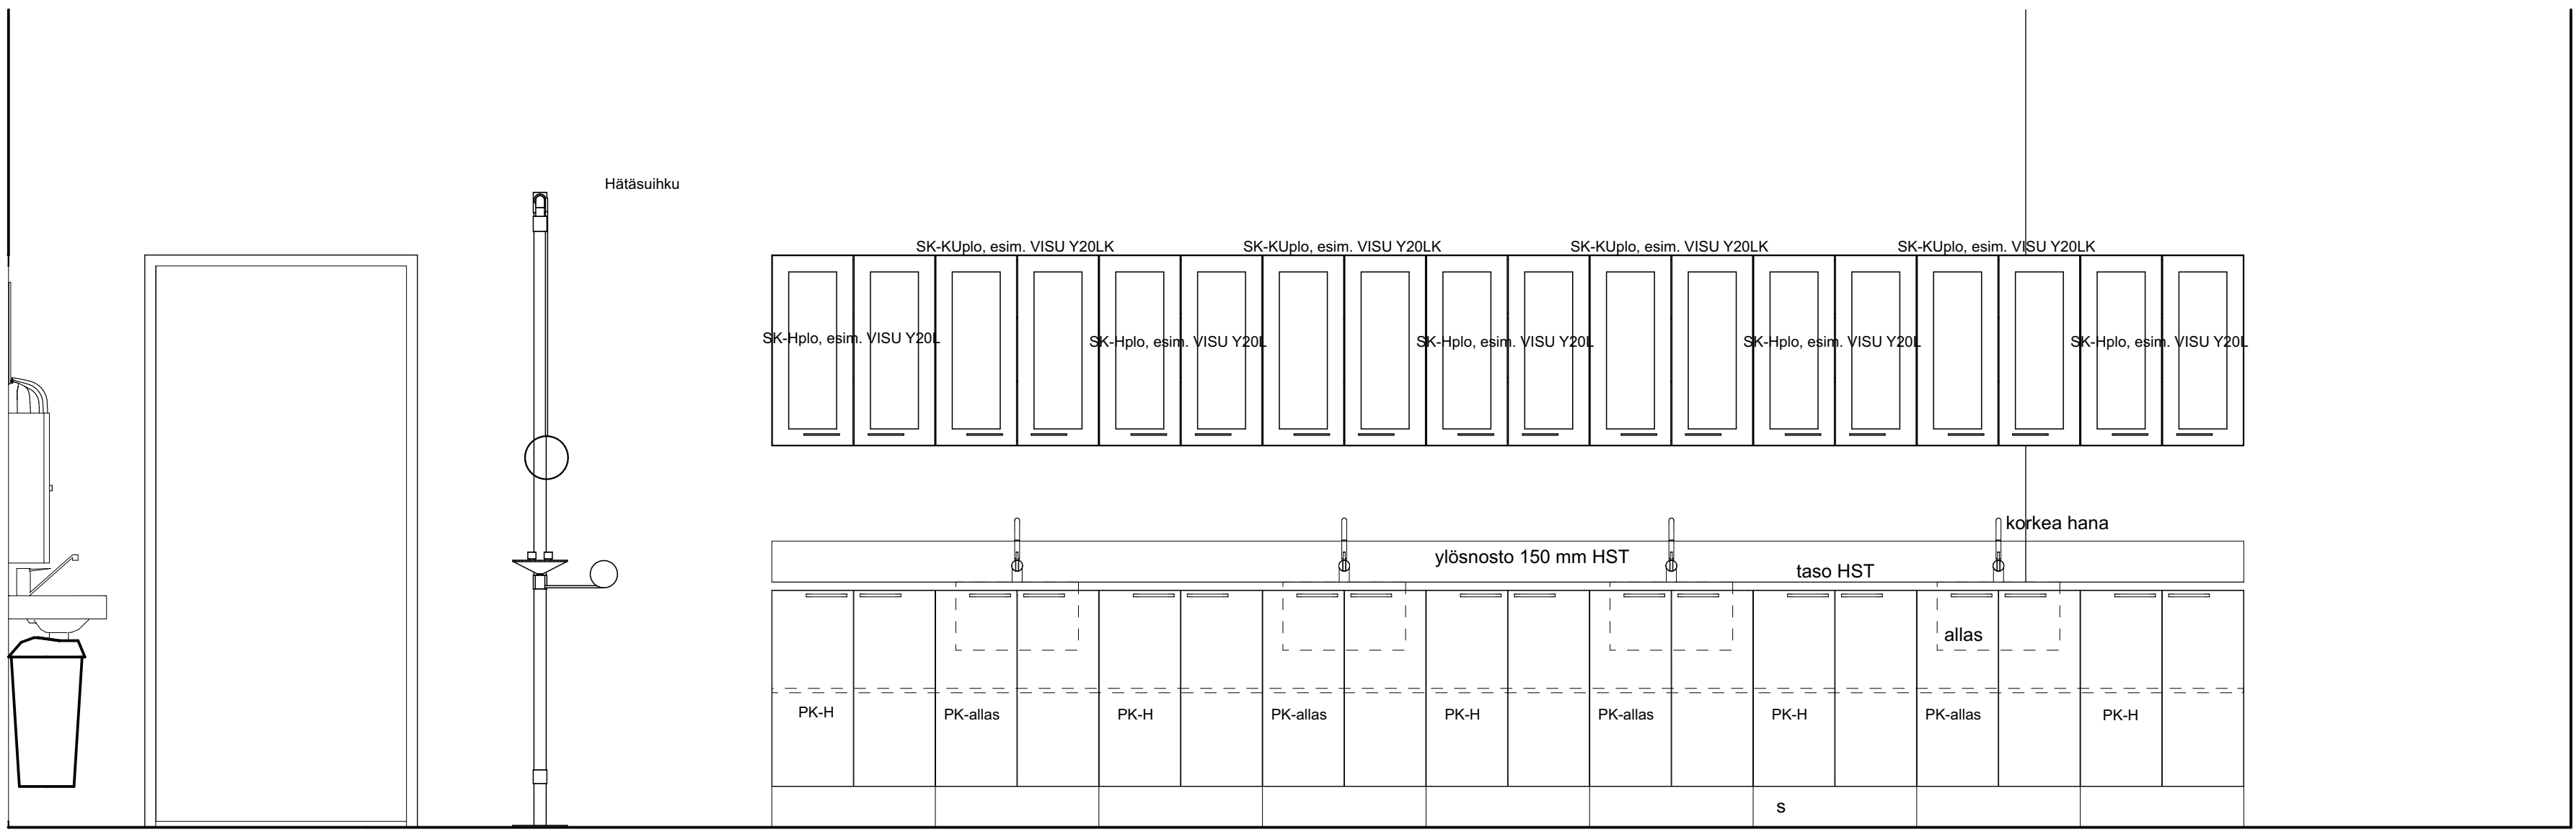 Hätäsuihku
SK-KUplo, esim. VISU Y20LK
SK-KUplo, esim. VISU Y20LK
SK-KUplo, esim. VISU Y20LK
SK-KUplo, esim. VISU Y20LK
SK-Hplo, esim. VISU Y20L
SK-Hplo, esim. VISU Y20L
SK-Hplo, esim. VISU Y20L
SK-Hplo, esim. VISU Y20L
SK-Hplo, esim. VISU Y20L
korkea hana
ylösnosto 150 mm HST
taso HST
allas
PK-H
PK-allas
PK-H
PK-allas
PK-H
PK-allas
PK-H
PK-allas
PK-H
s